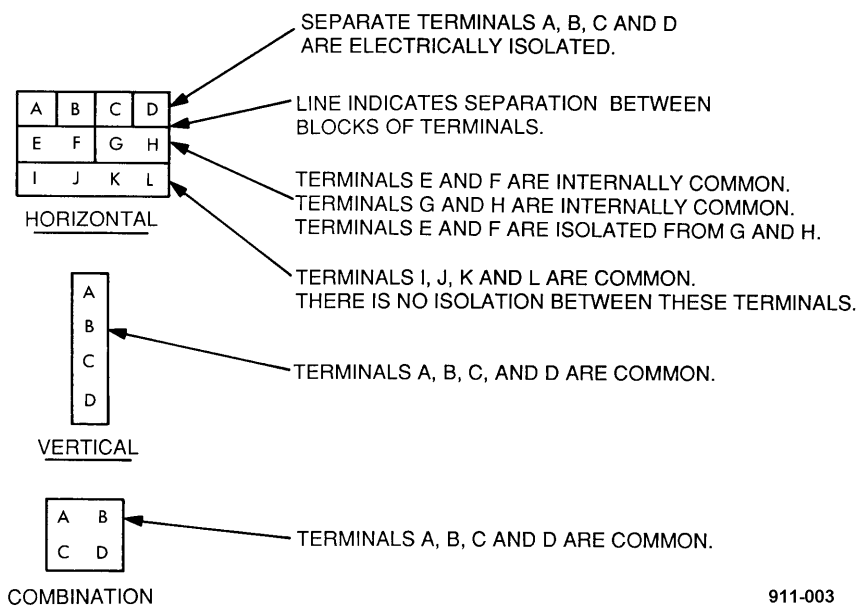 SEPARATE TERMINALS A, B, C AND D
ARE ELECTRICALLY ISOLATED.
A B C D
LINE INDICATES SEPARATION BETWEEN
BLOCKS OF TERMINALS.
E F G H
I J K L
HORIZONTAL
TERMINALS E AND F ARE INTERNALLY COMMON.
TERMINALS G AND H ARE INTERNALLY COMMON.
TERMINALS E AND F ARE ISOLATED FROM G AND H.
TERMINALS I, J, K AND L ARE COMMON.
THERE IS NO ISOLATION BETWEEN THESE TERMINALS.
A
B
C
D
TERMINALS A, B, C, AND D ARE COMMON.
VERTICAL
A B
C D
TERMINALS A, B, C AND D ARE COMMON.
COMBINATION
911-003